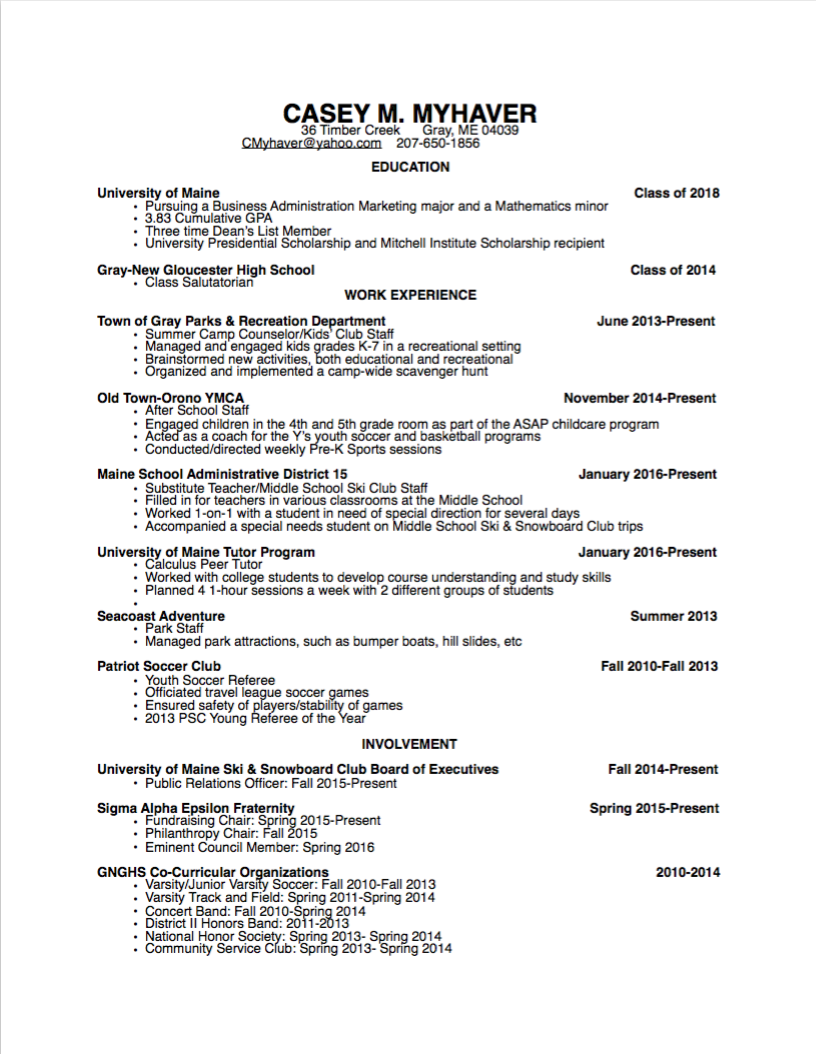 CASEY M. MYHAVER
36 Timber Creek Gray, ME 04039
CMyhaver@yahoo.com 207-650-1856
EDUCATION
University of Maine Class of 2018
• Pursuing a Business Administration Marketing major and a Mathematics minor
• 3.83 Cumulative GPA
• Three time Dean's List Member
• University Presidential Scholarship and Mitchell Institute Scholarship recipient
Gray-New Gloucester High School Class of 2014
• Class Salutatorian
WORK EXPERIENCE
Town of Gray Parks & Recreation Department June 2013-Present
• Summer Camp Counselor/Kids' Club Staff
• Managed and engaged kids grades K-7 in a recreational setting
• Brainstormed new activities, both educational and recreational
• Organized and implemented a camp-wide scavenger hunt
Old Town-Orono YMCA November 2014-Present
• After School Staff
• Engaged children in the 4th and 5th grade room as part of the ASAP childcare program
• Acted as a coach for the Y's youth soccer and basketball programs
• Conducted/directed weekly Pre-K Sports sessions
Maine School Administrative District 15 January 2016-Present
• Substitute Teacher/Middle School Ski Club Staff
• Filled in for teachers in various classrooms at the Middle School
• Worked 1-on-1 with a student in need of special direction for several days
• Accompanied a special needs student on Middle School Ski & Snowboard Club trips
University of Maine Tutor Program January 2016-Present
• Calculus Peer Tutor
• Worked with college students to develop course understanding and study skills
• Planned 4 1-hour sessions a week with 2 different groups of students
•
Seacoast Adventure Summer 2013
• Park Staff
• Managed park attractions, such as bumper boats, hill slides, etc
Patriot Soccer Club Fall 2010-Fall 2013
• Youth Soccer Referee
• Officiated travel league soccer games
• Ensured safety of players/stability of games
• 2013 PSC Young Referee of the Year
INVOLVEMENT
University of Maine Ski & Snowboard Club Board of Executives Fall 2014-Present
• Public Relations Officer: Fall 2015-Present
Sigma Alpha Epsilon Fraternity Spring 2015-Present
• Fundraising Chair: Spring 2015-Present
• Philanthropy Chair: Fall 2015
• Eminent Council Member: Spring 2016
GNGHS Co-Curricular Organizations 2010-2014
• Varsity/Junior Varsity Soccer: Fall 2010-Fall 2013
• Varsity Track and Field: Spring 2011-Spring 2014
• Concert Band: Fall 2010-Spring 2014
• District II Honors Band: 2011-2013
• National Honor Society: Spring 2013- Spring 2014
• Community Service Club: Spring 2013- Spring 2014